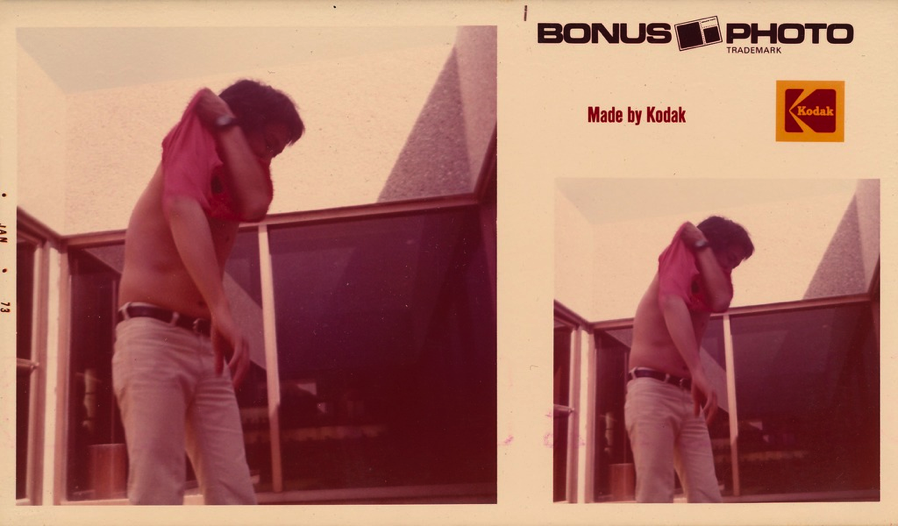 BONUS PHOTO
TRADEMARK
Made by Kodak
Kodak
JAN 73